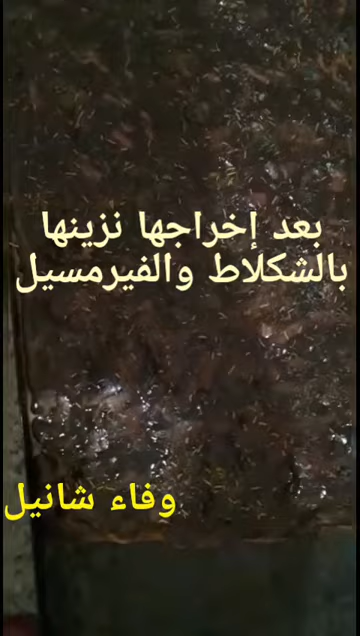 بعد إخراجها نزينها
بالشكلاط والفيرمسيل
وفاء شانيل